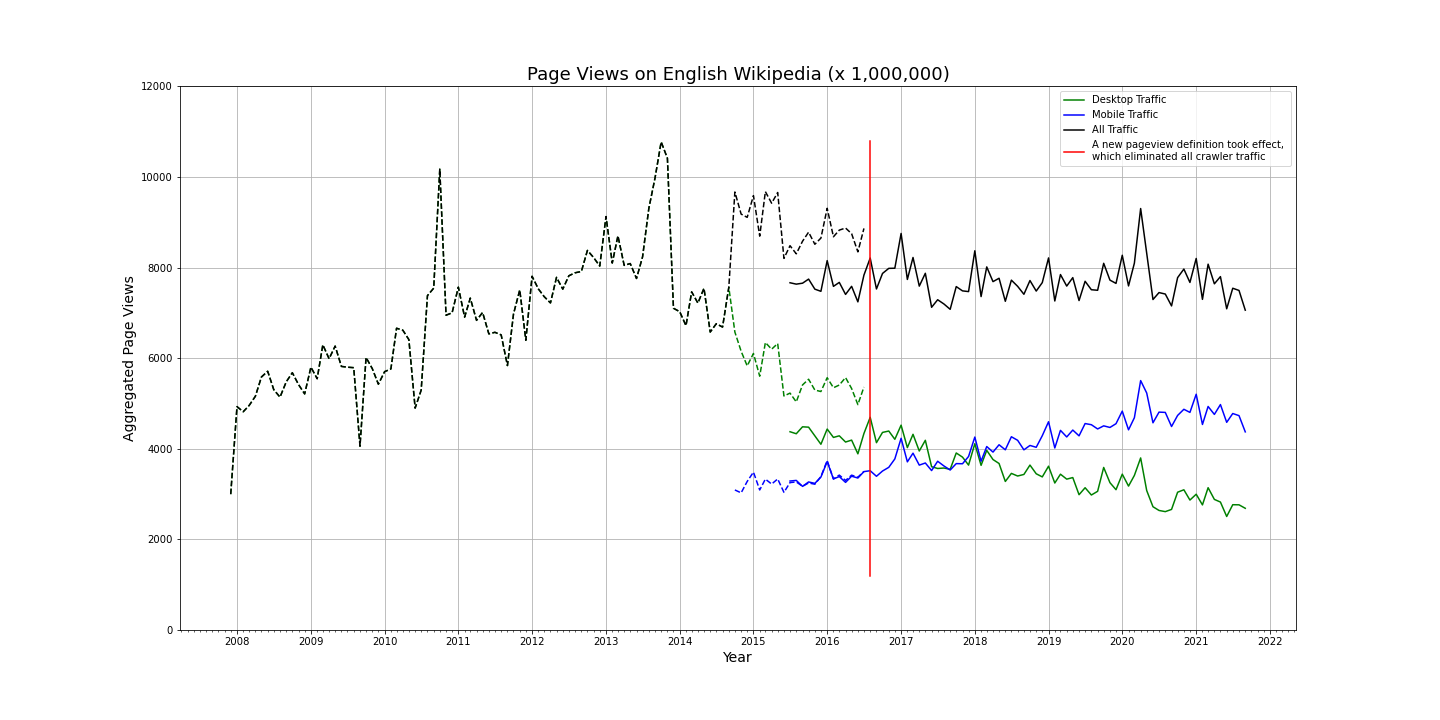 Page Views on English Wikipedia (x 1,000,000)
12000
10000
8000
6000
4000
2000
0
Aggregated Page Views
Desktop Traffic
Mobile Traffic
All Traffic
A new pageview definition took effect,
which eliminated all crawler traffic
2008 2009 2010 2011 2012 2013 2014 2015 2016 2017 2018 2019 2020 2021 2022
Year